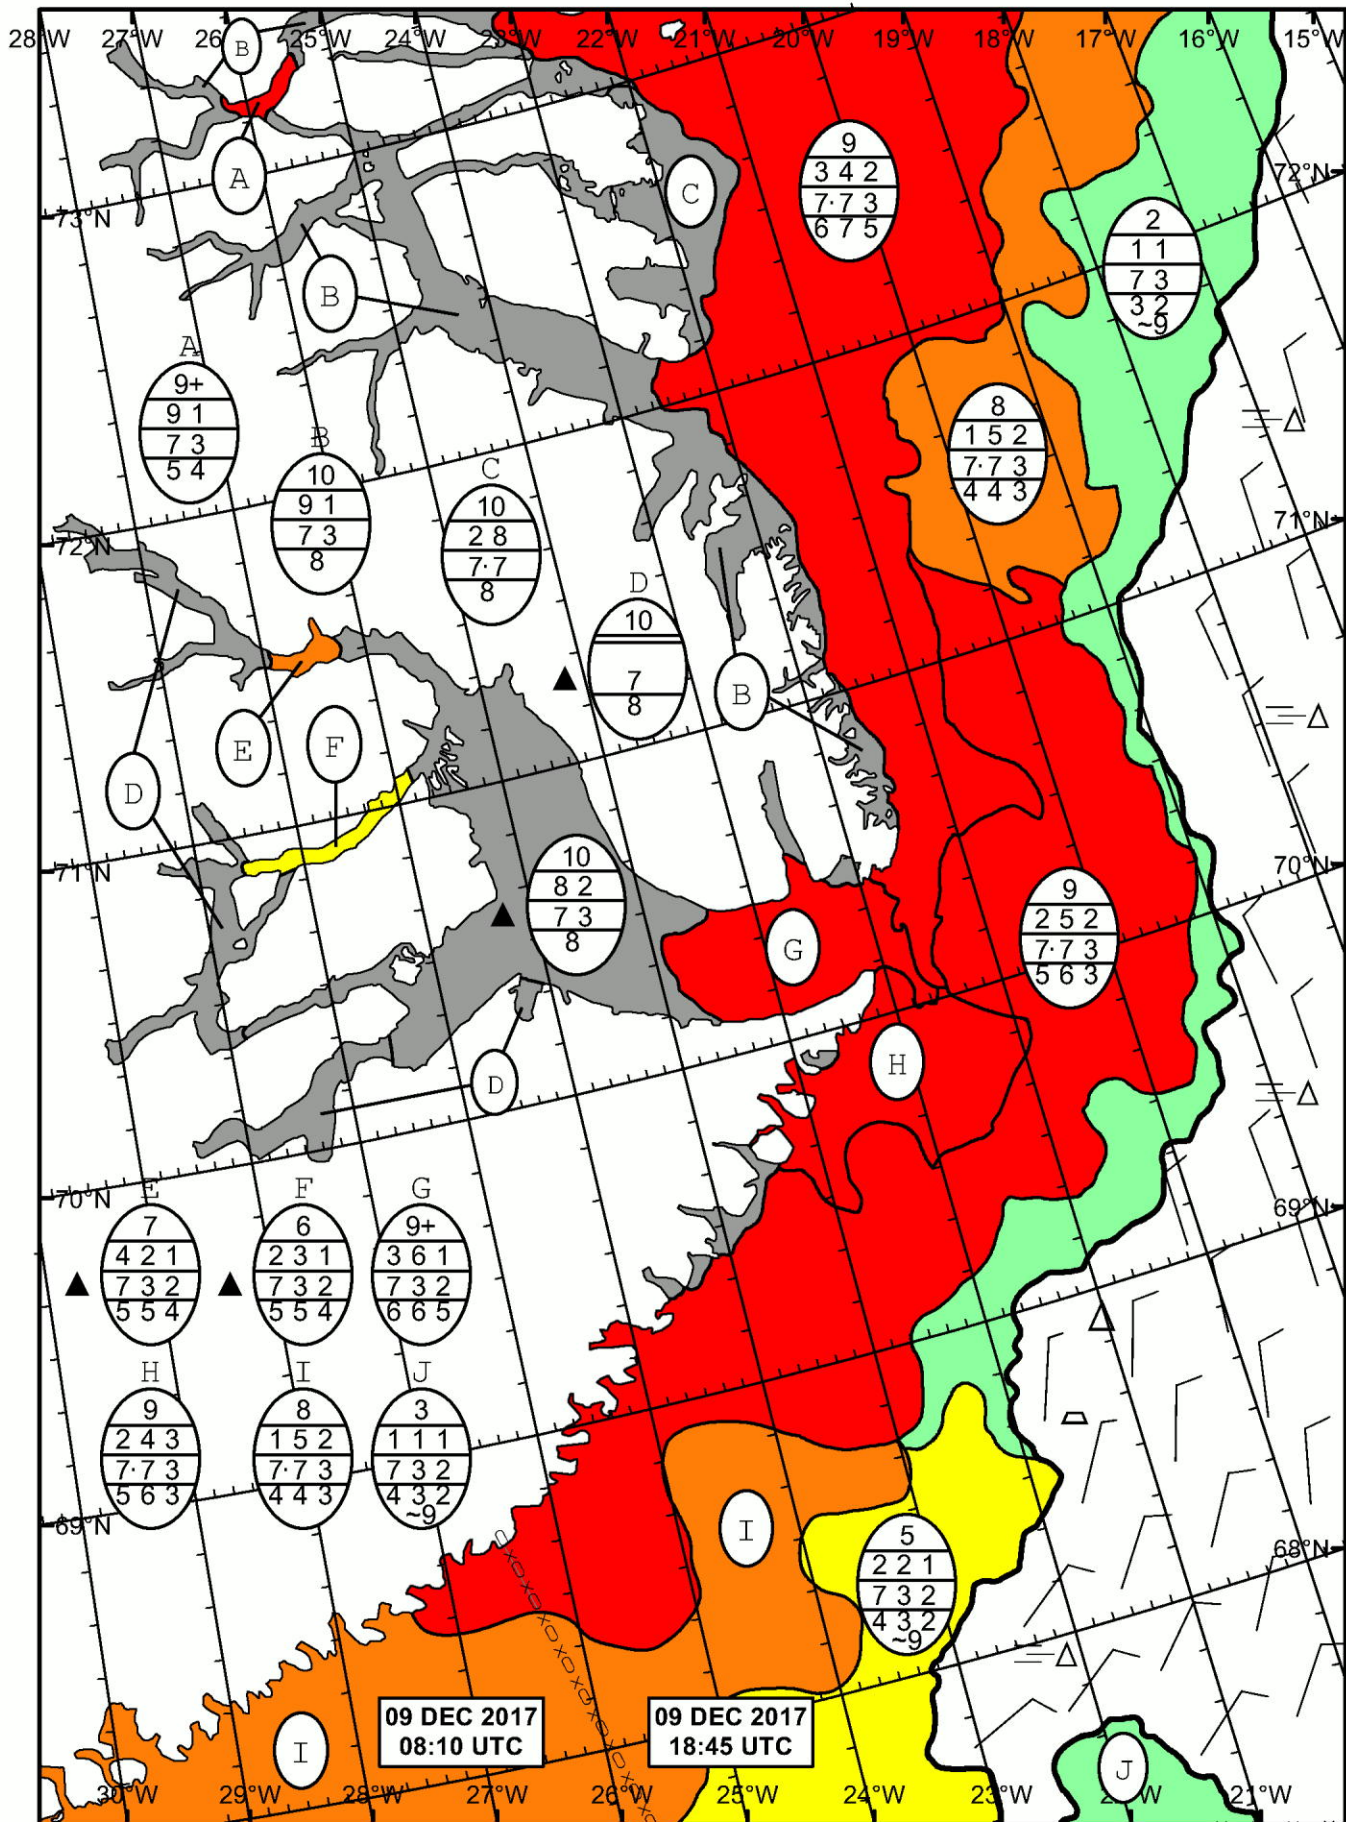 28°W 27°W 26°W 25°W 24°W 23°W 22°W 21°W 20°W 19°W 18°W 17°W 16°W 15°W
B
A
C
9
3 4 2
7·7 3
6 7 5
72°N
73°N
2
1 1
7 3
3 2
~9
B
A
9+
9 1
7 3
5 4
B
10
9 1
7 3
8
C
10
2 8
7·7
8
8
1 5 2
7·7 3
4 4 3
71°N
72°N
D
10
7
8
B
E
F
D
70°N
71°N
10
8 2
7 3
8
9
2 5 2
7·7 3
5 6 3
G
H
D
70°N
69°N
E
7
4 2 1
7 3 2
5 5 4
F
6
2 3 1
7 3 2
5 5 4
G
9+
3 6 1
7 3 2
6 6 5
H
9
2 4 3
7·7 3
5 6 3
I
8
1 5 2
7·7 3
4 4 3
J
3
1 1 1
7 3 2
4 3 2
~9
69°N
68°N
I
5
2 2 1
7 3 2
4 3 2
~9
09 DEC 2017
08:10 UTC
09 DEC 2017
18:45 UTC
I
J
30°W 29°W 28°W 27°W 26°W 25°W 24°W 23°W 22°W 21°W